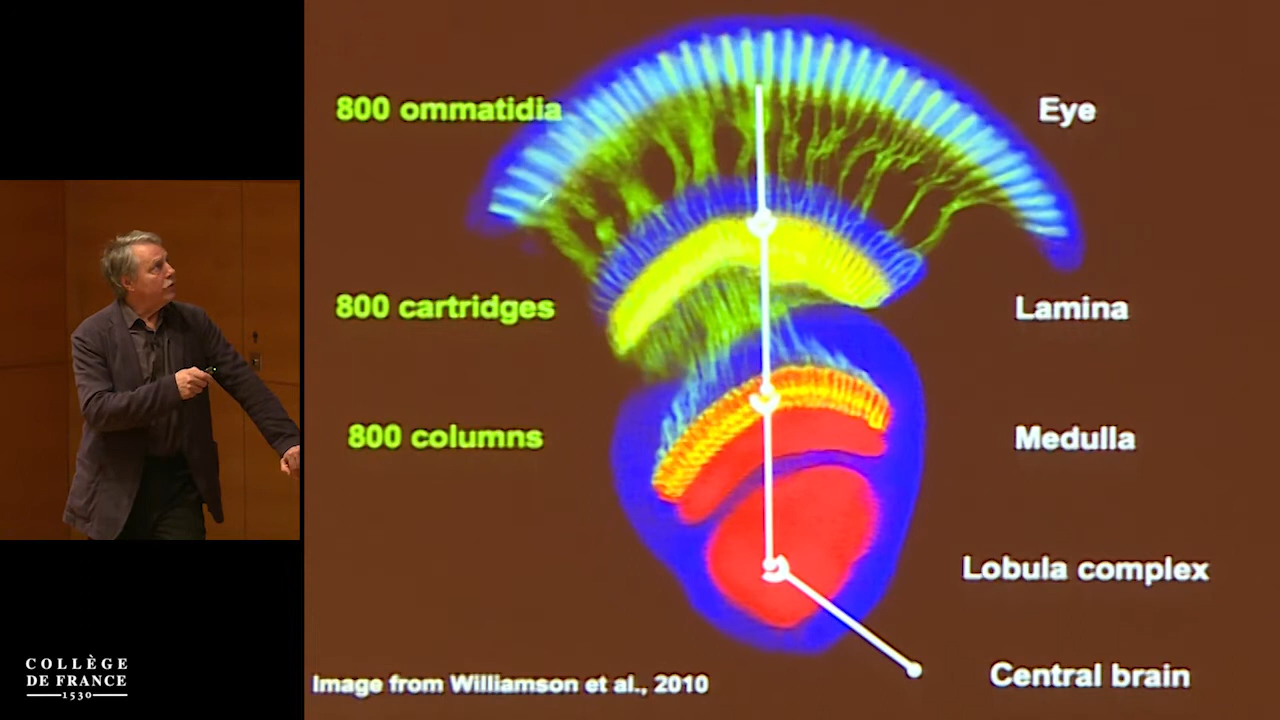 800 ommatidia
Eye
800 cartridges
Lamina
800 columns
Medulla
Lobula complex
Central brain
Image from Williamson et al., 2010
COLLÈGE
DE FRANCE
1530